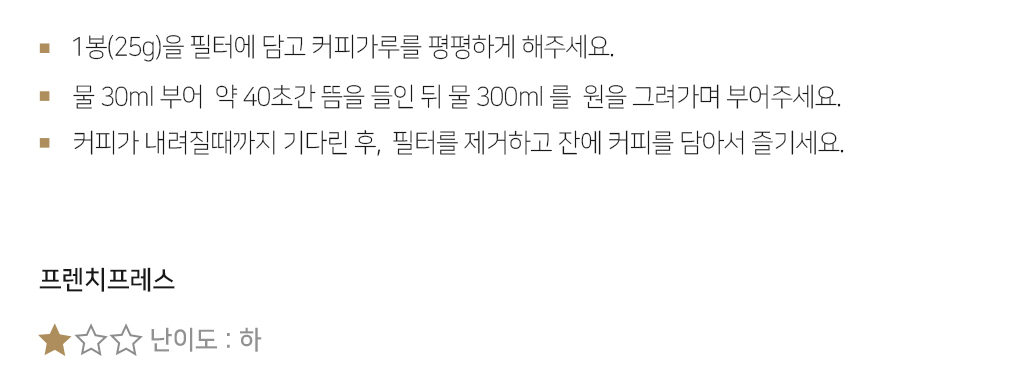 1봉(25g)을 필터에 담고 커피가루를 평평하게 해주세요.
물 30ml 부어 약 40초간 뜸을 들인 뒤 물 300ml 를 원을 그려가며 부어주세요.
커피가 내려질때까지 기다린 후, 필터를 제거하고 잔에 커피를 담아서 즐기세요.
프렌치프레스
난이도 : 하